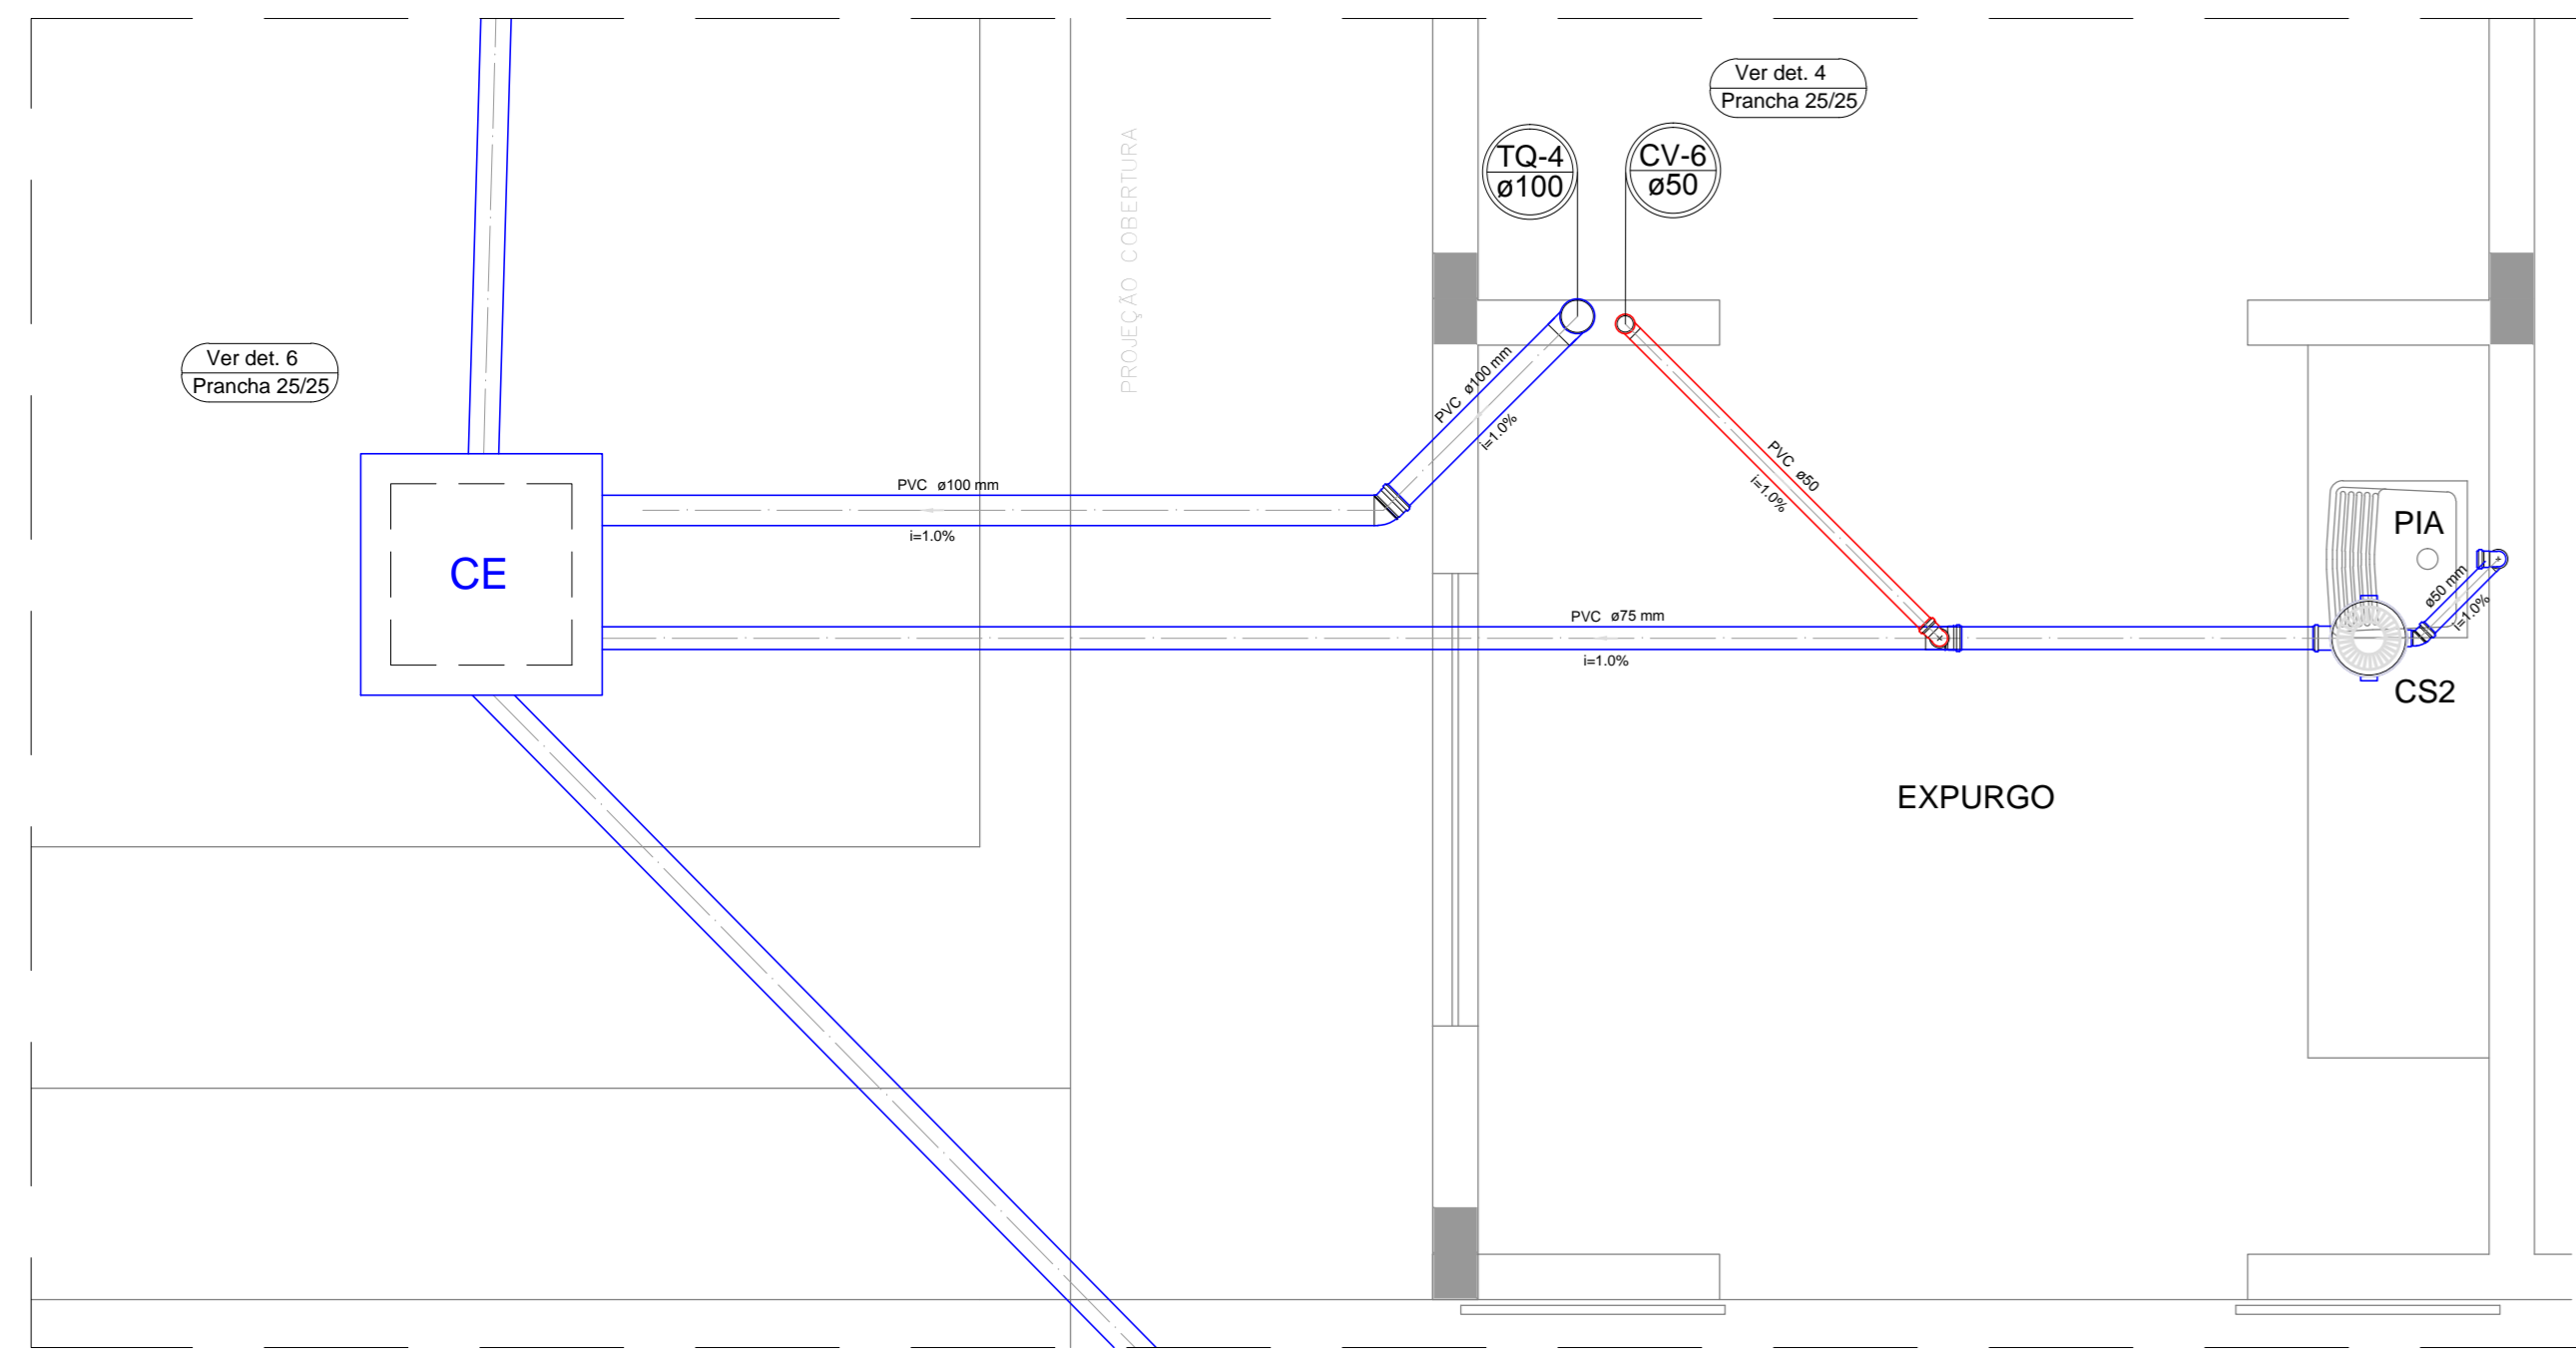 Ver det. 4
Prancha 25/25
TQ-4
ø100
CV-6
ø50
PROJEÇÃO COBERTURA
Ver det. 6
Prancha 25/25
PVC ø100 mm
i=1.0%
PVC ø100 mm
i=1.0%
PVC ø50
i=1.0%
PIA
CE
ø50 mm
i=1.0%
PVC ø75 mm
i=1.0%
CS2
EXPURGO